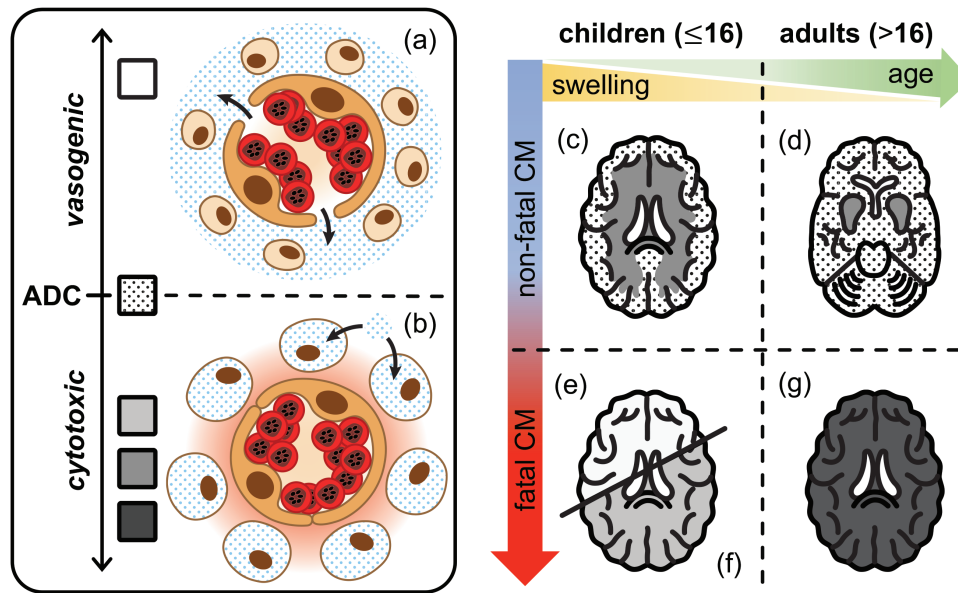 (a)
vasogenic
ADC
(b)
cytotoxic
children (≤16)
adults (>16)
age
swelling
non-fatal CM
(c)
(d)
fatal CM
(e)
(g)
(f)